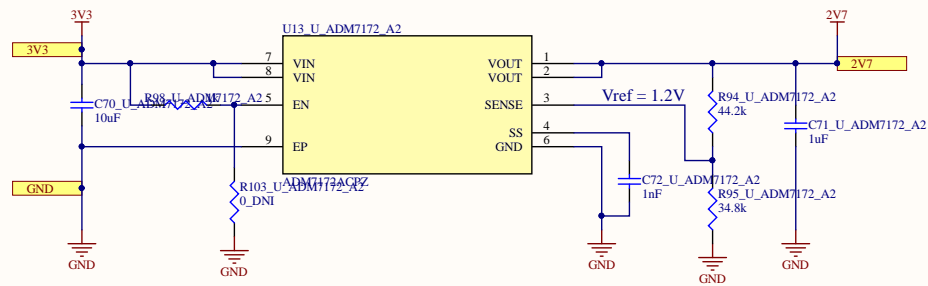 3V3
2V7
U13_U_ADM7172_A2
3V3
2V7
7 VIN VOUT 1
8 VIN VOUT 2
R98_U_ADM7172_A2
C70_U_ADM7172_A2
10uF
5 EN SENSE 3
Vref = 1.2V
R94_U_ADM7172_A2
44.2k
C71_U_ADM7172_A2
1uF
SS 4
9 EP GND 6
ADM7172ACPZ
GND
R103_U_ADM7172_A2
0_DNI
C72_U_ADM7172_A2
1nF
R95_U_ADM7172_A2
34.8k
GND
GND
GND
GND
GND